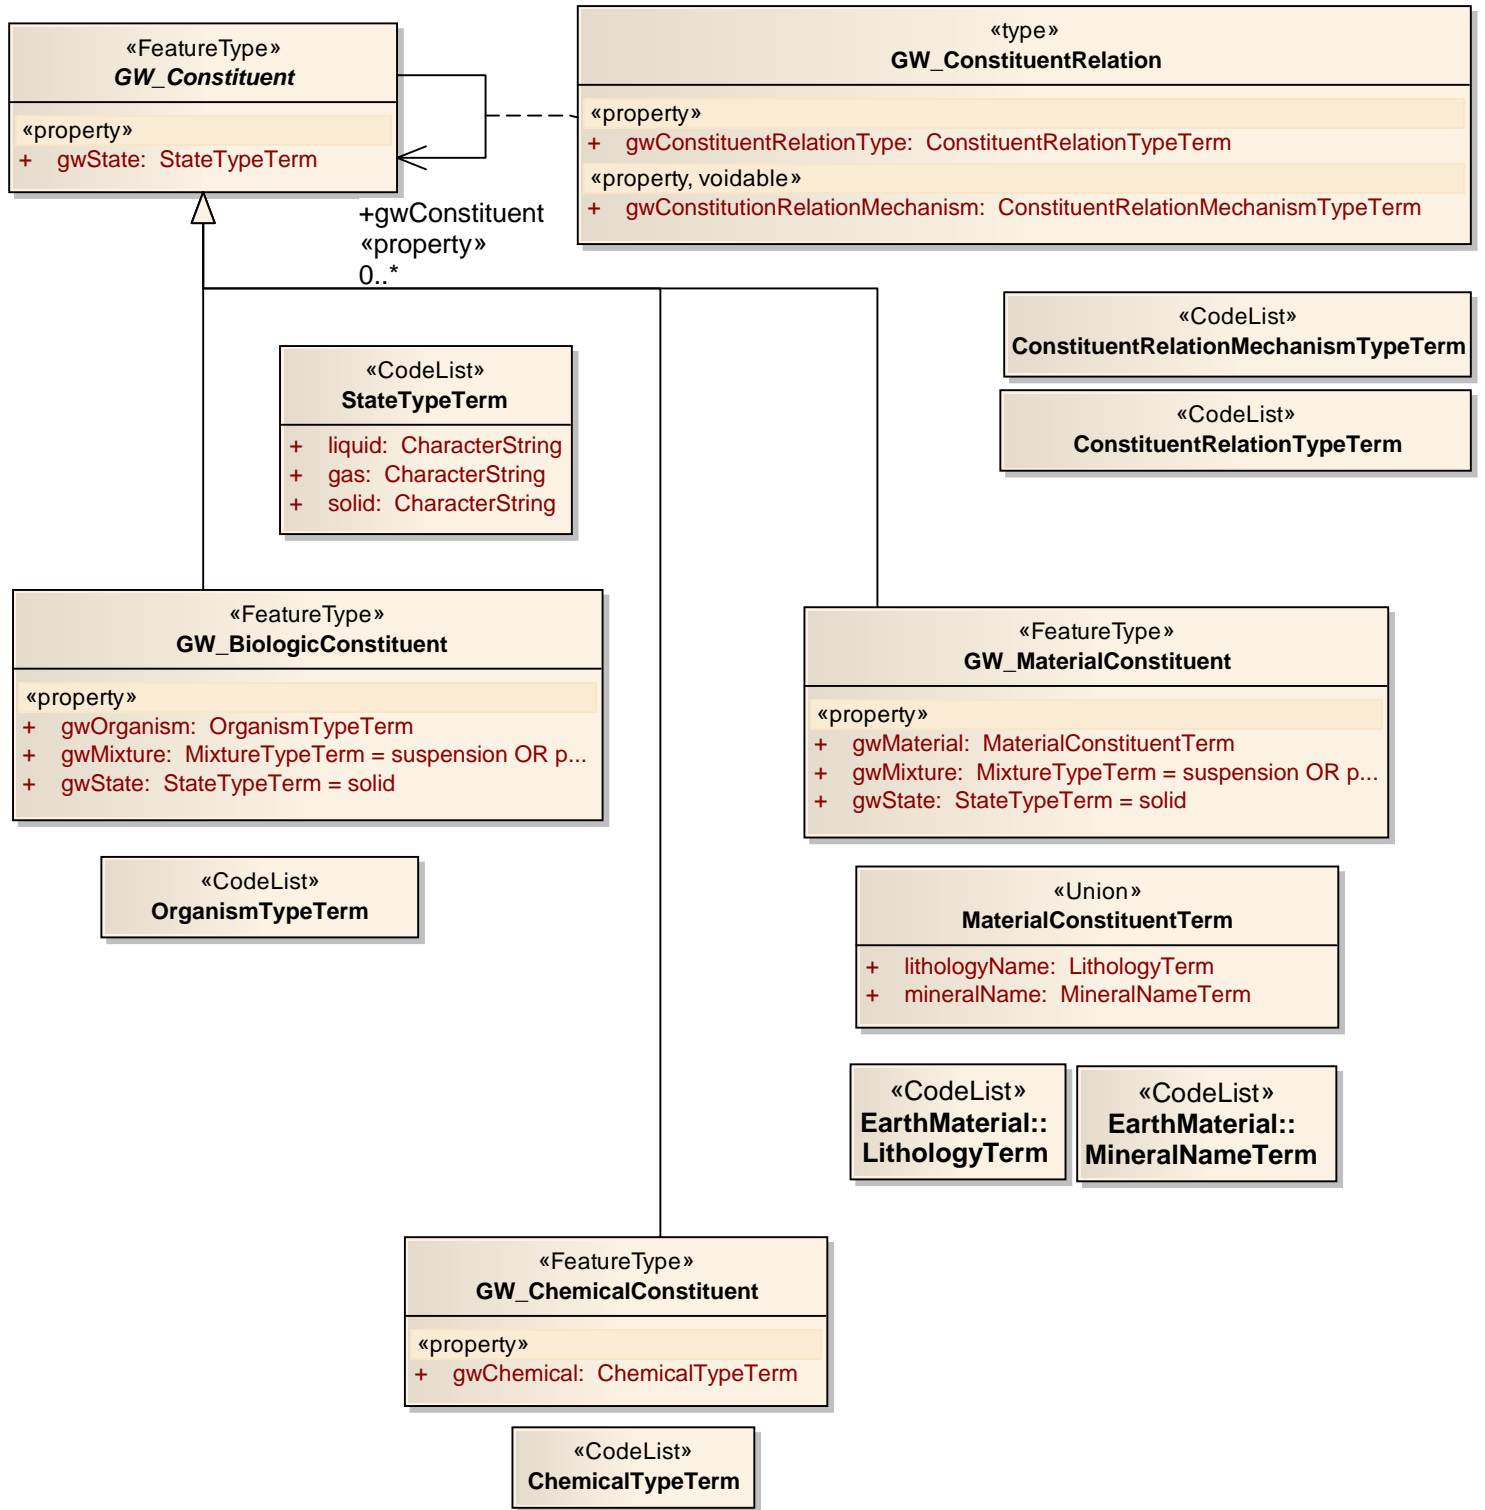 «FeatureType»
GW_Constituent
«property»
+ gwState: StateTypeTerm
«type»
GW_ConstituentRelation
«property»
+ gwConstituentRelationType: ConstituentRelationTypeTerm
«property, voidable»
+ gwConstitutionRelationMechanism: ConstituentRelationMechanismTypeTerm
+gwConstituent
«property»
0..*
«CodeList»
ConstituentRelationMechanismTypeTerm
«CodeList»
ConstituentRelationTypeTerm
«CodeList»
StateTypeTerm
+ liquid: CharacterString
+ gas: CharacterString
+ solid: CharacterString
«FeatureType»
GW_BiologicConstituent
«property»
+ gwOrganism: OrganismTypeTerm
+ gwMixture: MixtureTypeTerm = suspension OR p...
+ gwState: StateTypeTerm = solid
«FeatureType»
GW_MaterialConstituent
«property»
+ gwMaterial: MaterialConstituentTerm
+ gwMixture: MixtureTypeTerm = suspension OR p...
+ gwState: StateTypeTerm = solid
«CodeList»
OrganismTypeTerm
«Union»
MaterialConstituentTerm
+ lithologyName: LithologyTerm
+ mineralName: MineralNameTerm
«CodeList»
EarthMaterial::
LithologyTerm
«CodeList»
EarthMaterial::
MineralNameTerm
«FeatureType»
GW_ChemicalConstituent
«property»
+ gwChemical: ChemicalTypeTerm
«CodeList»
ChemicalTypeTerm